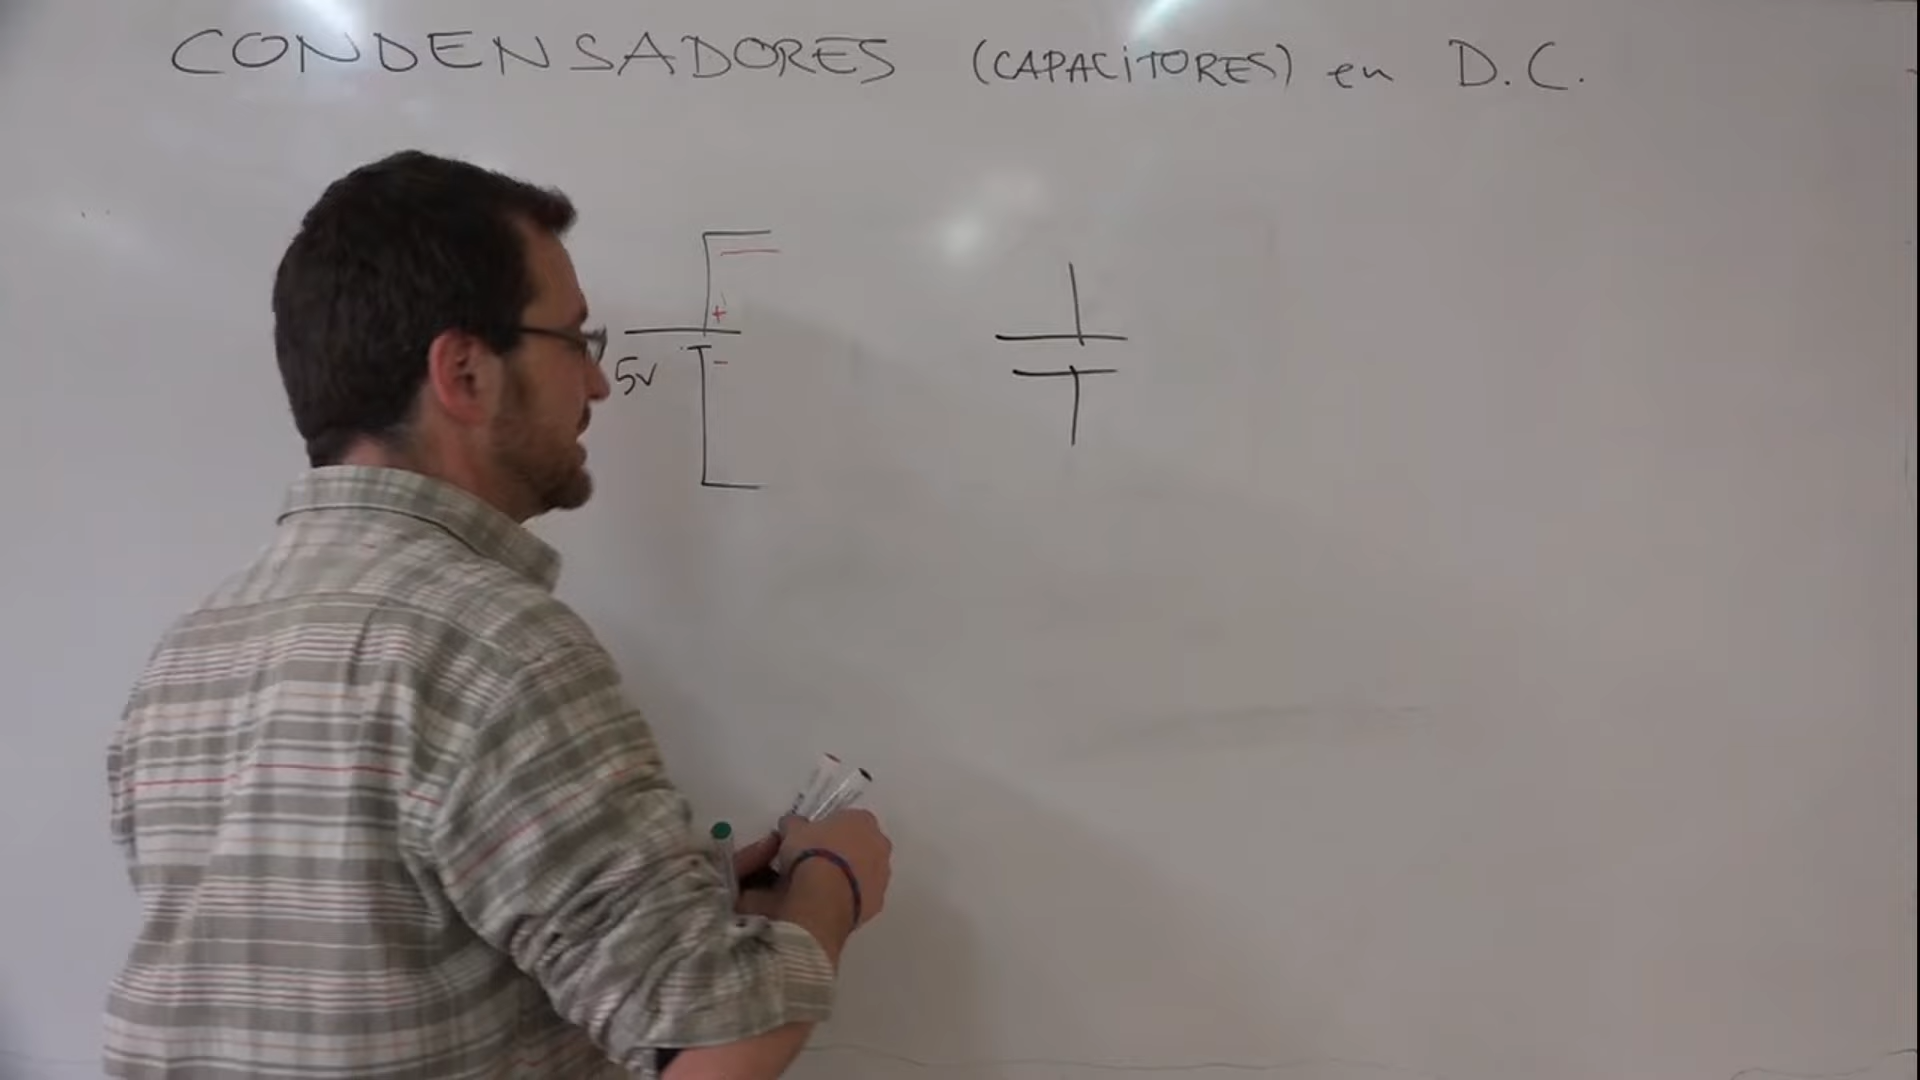 CONDENSADORES (CAPACiTORES) en D.C.
+
5v -